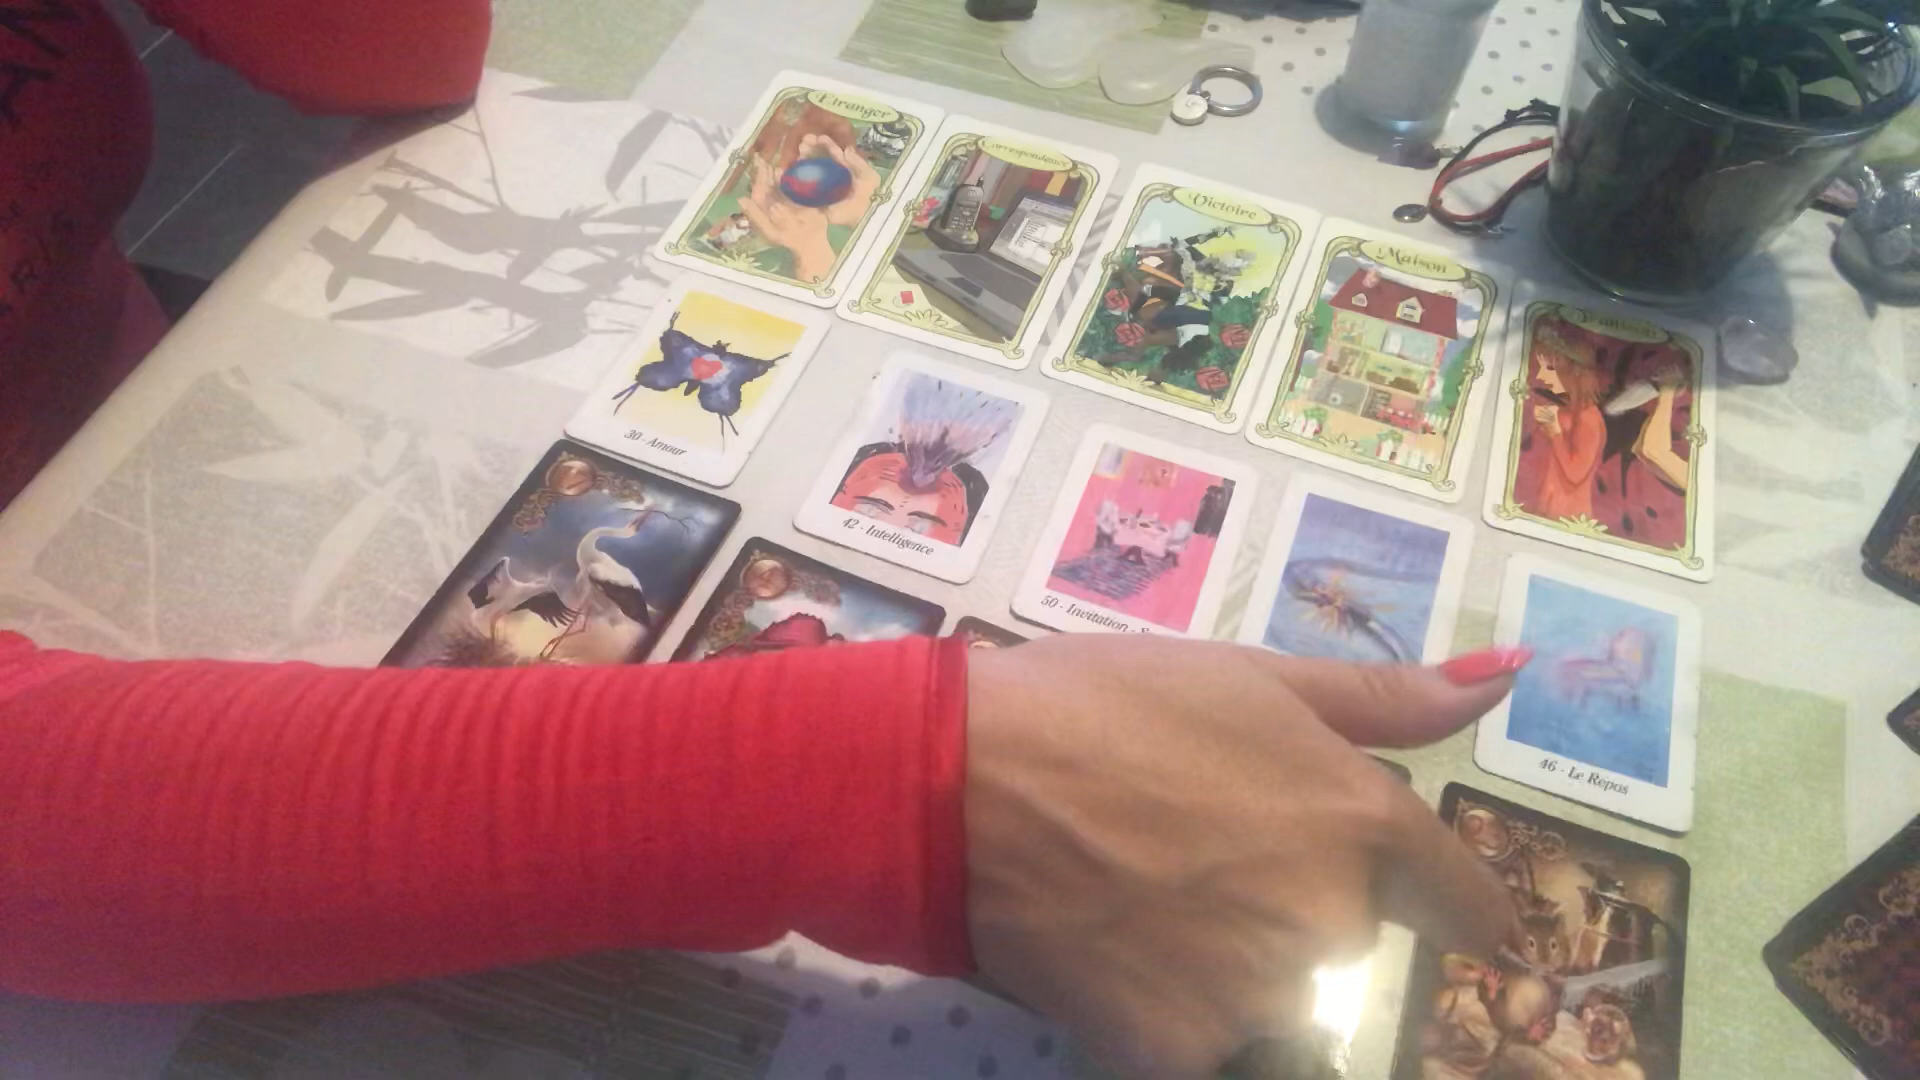 Etranger
Correspondance
Victoire
Maison
30 - Amour
42 - Intelligence
50 - Invitation - S
46 - Le Repos